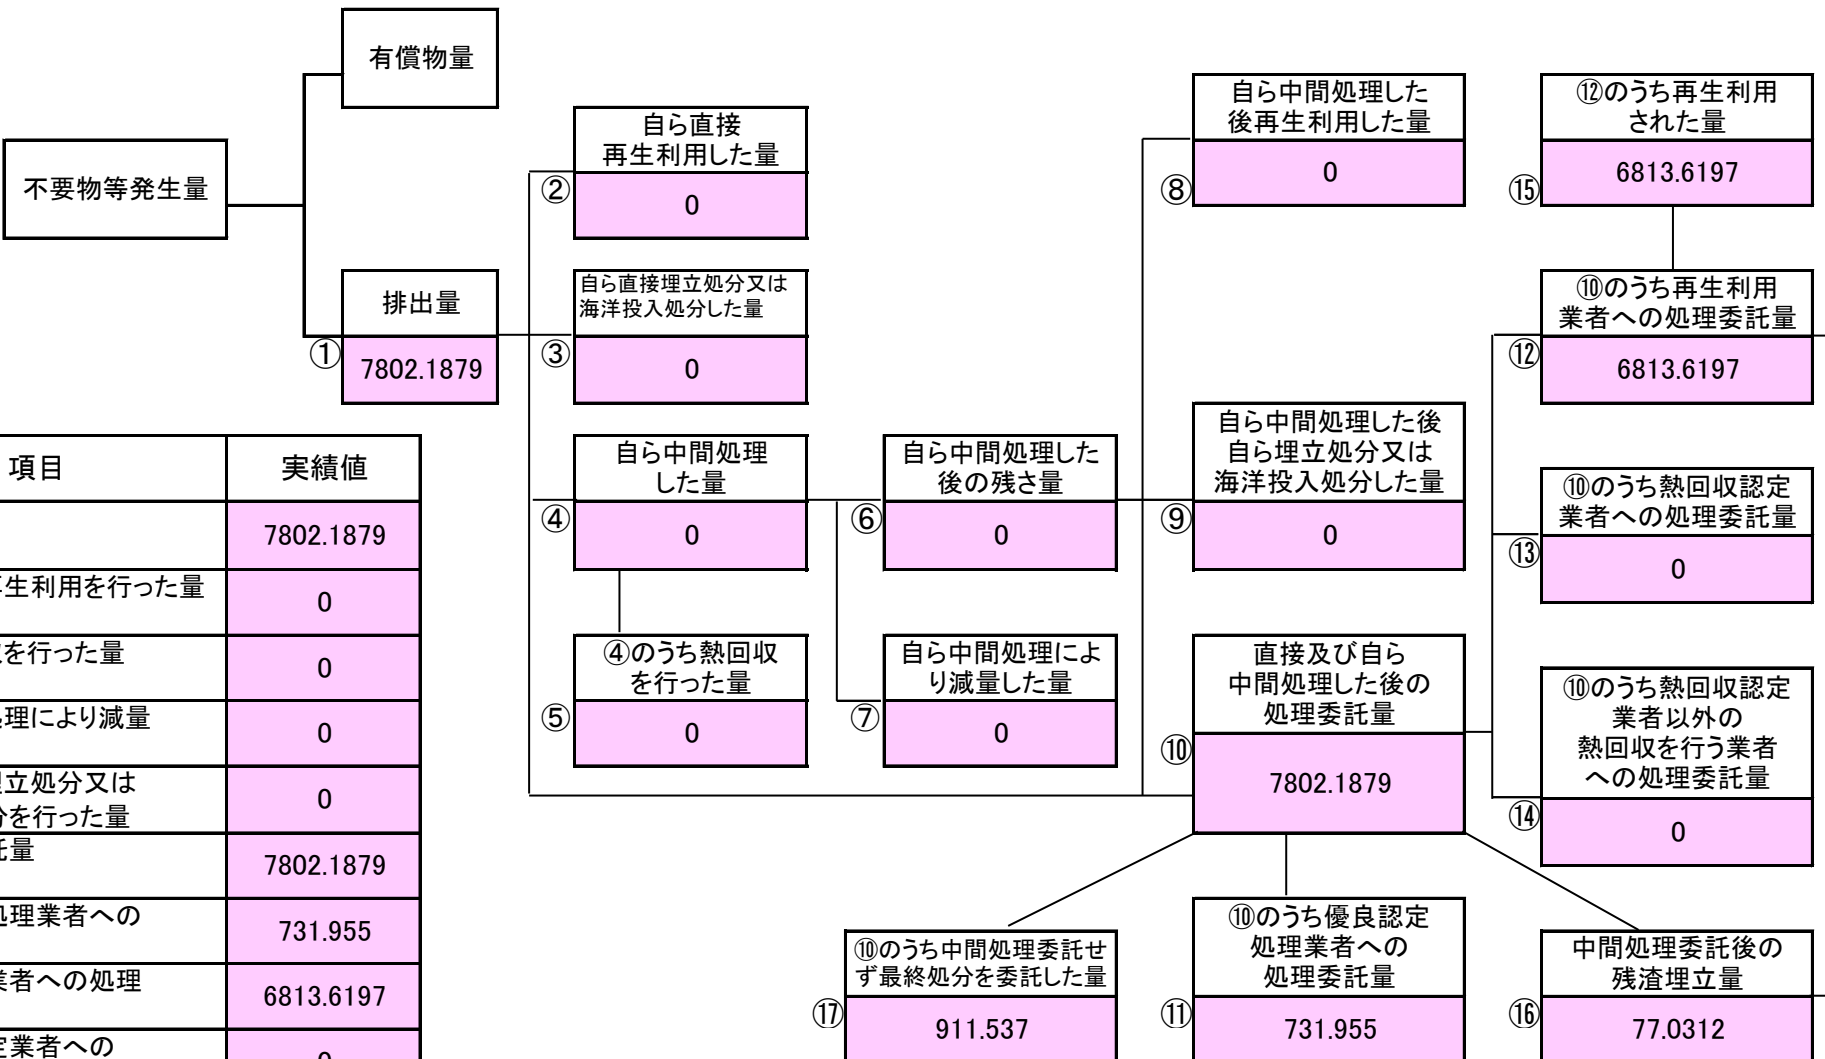 有償物量
不要物等発生量
排出量
①
7802.1879
自ら直接
再生利用した量
②
0
自ら直接埋立処分又は
海洋投入処分した量
③
0
自ら中間処理
した量
④
0
④のうち熱回収
を行った量
⑤
0
自ら中間処理した
後の残さ量
⑥
0
自ら中間処理によ
り減量した量
⑦
0
自ら中間処理した
後再生利用した量
⑧
0
自ら中間処理した後
自ら埋立処分又は
海洋投入処分した量
⑨
0
直接及び自ら
中間処理した後の
処理委託量
⑩
7802.1879
⑫のうち再生利用
された量
⑮
6813.6197
⑩のうち再生利用
業者への処理委託量
⑫
6813.6197
⑩のうち熱回収認定
業者への処理委託量
⑬
0
⑩のうち熱回収認定
業者以外の
熱回収を行う業者
への処理委託量
⑭
0
⑩のうち中間処理委託せ
ず最終処分を委託した量
⑰
911.537
⑩のうち優良認定
処理業者への
処理委託量
⑪
731.955
中間処理委託後の
残渣埋立量
⑯
77.0312
項目
実績値
7802.1879
生利用を行った量
0
を行った量
0
理により減量
0
立処分又は
を行った量
0
量
7802.1879
処理業者への
731.955
業者への処理
6813.6197
業者への
0